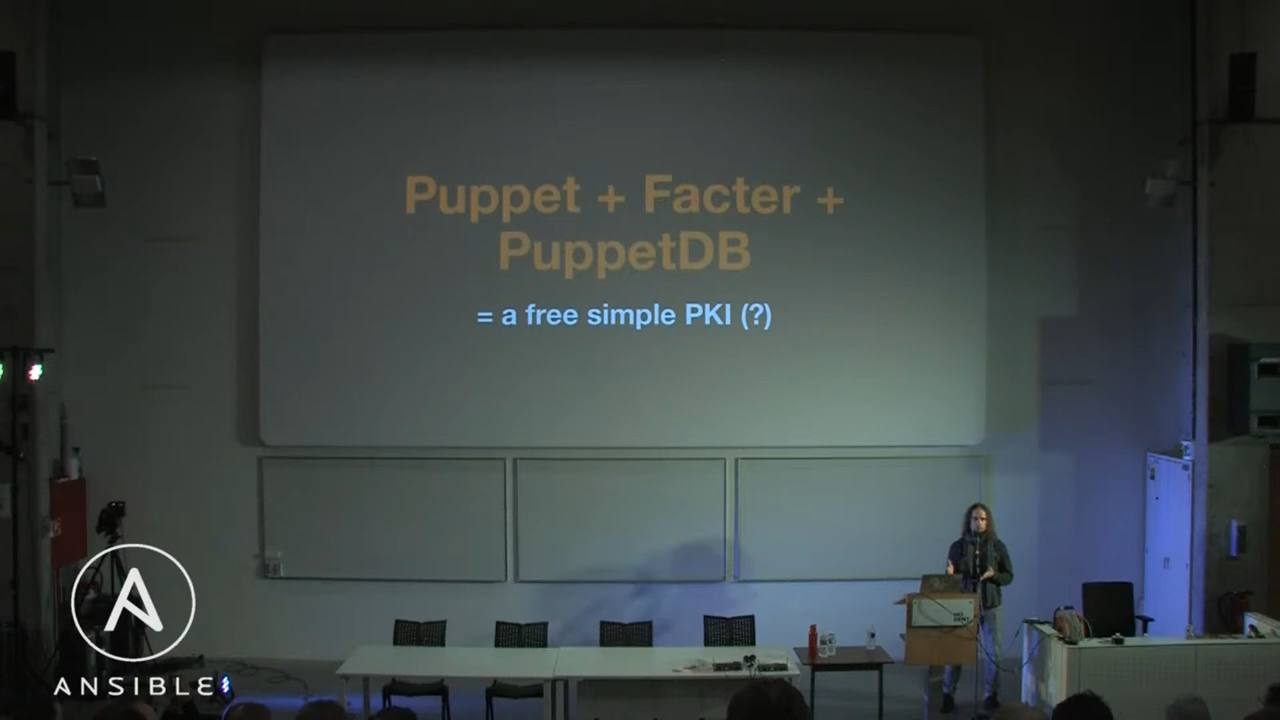 Puppet + Facter +
PuppetDB
= a free simple PKI (?)
ANSIBLE